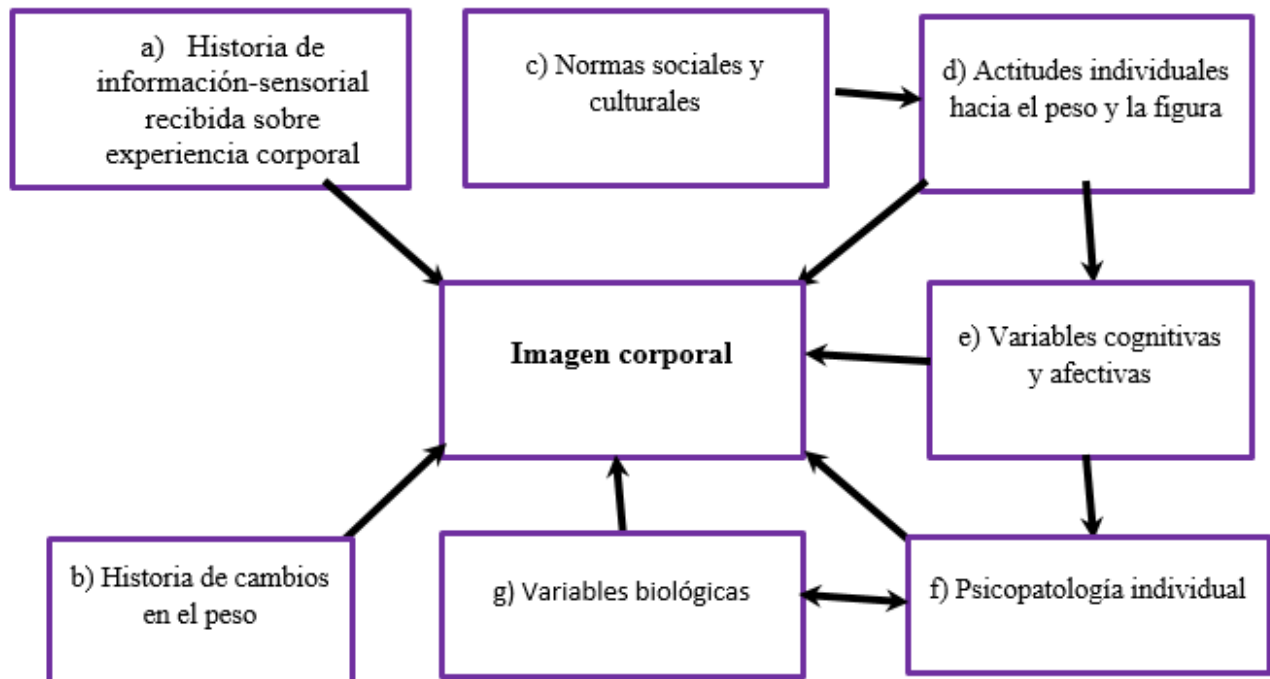 a) Historia de
información-sensorial
recibida sobre
experiencia corporal
c) Normas sociales y
culturales
d) Actitudes individuales
hacia el peso y la figura
Imagen corporal
e) Variables cognitivas
y afectivas
b) Historia de cambios
en el peso
g) Variables biológicas
f) Psicopatología individual